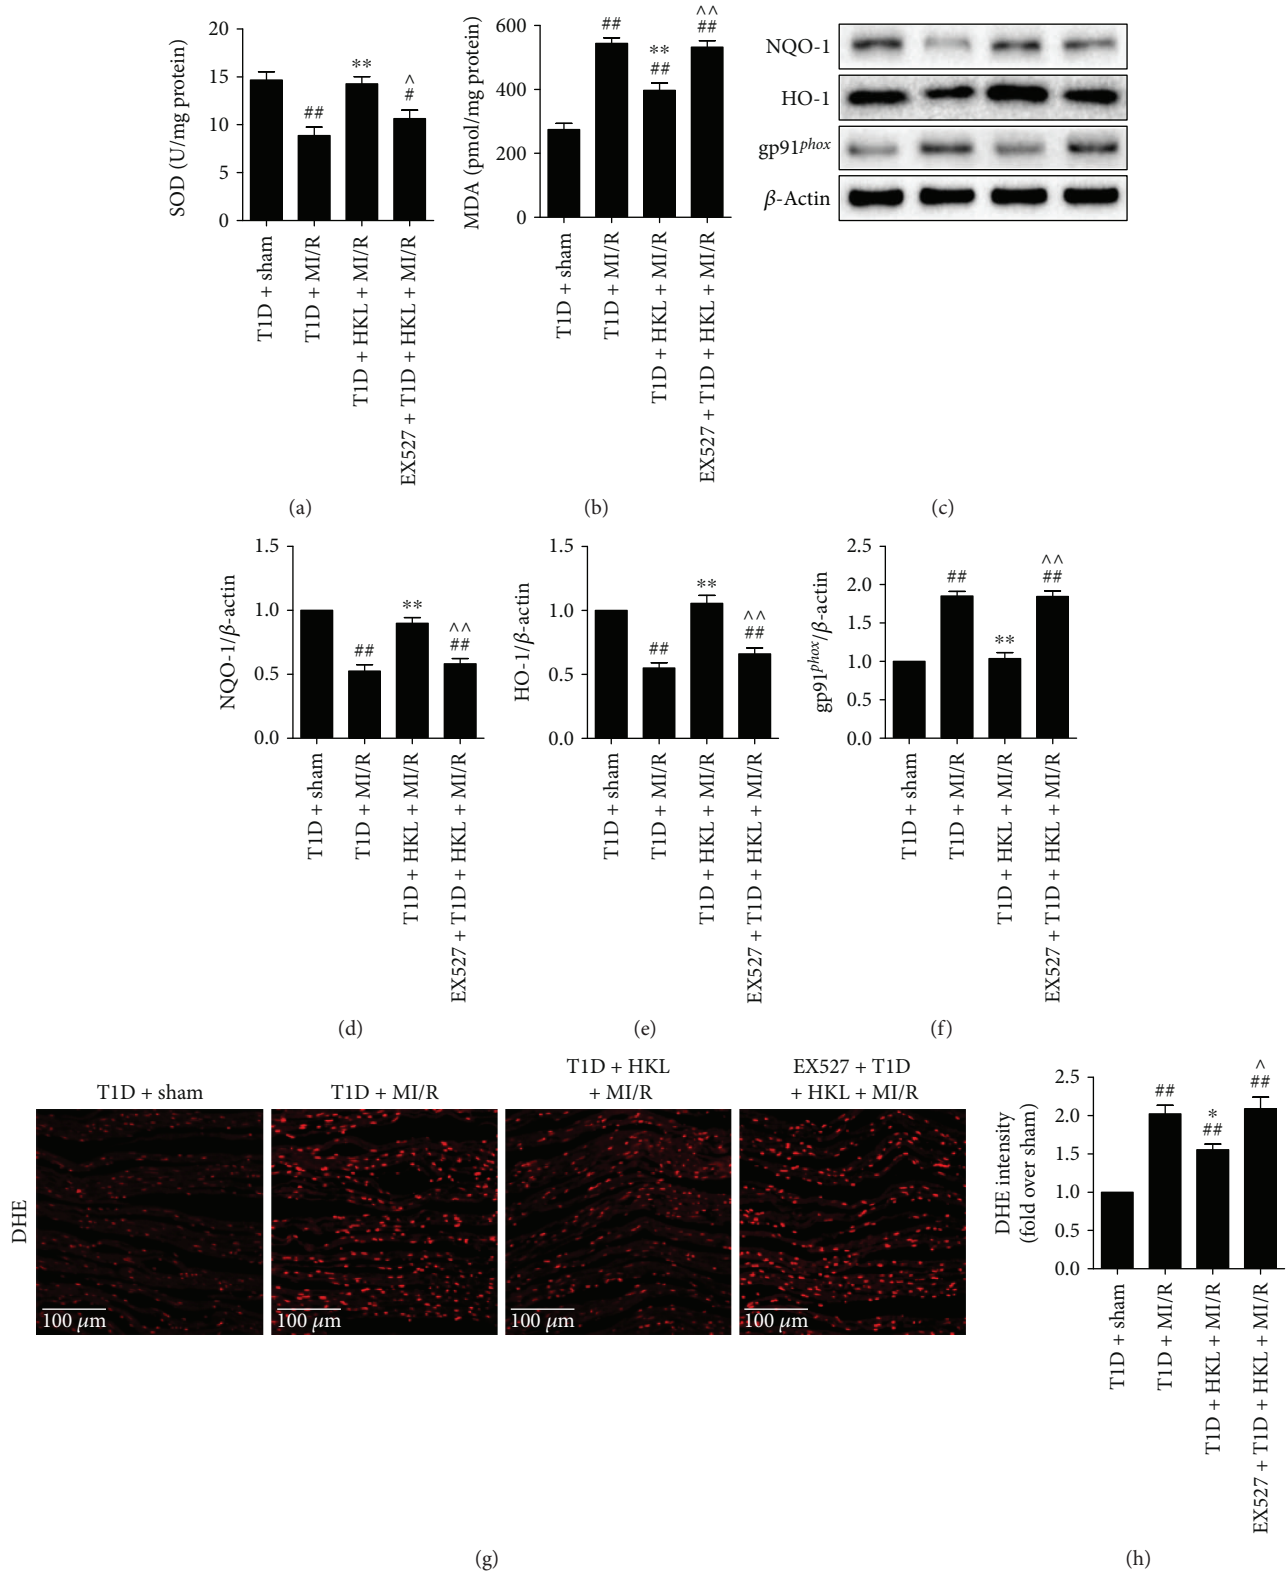 20
15
10
5
0
SOD (U/mg protein)
##
**
^
#
T1D + sham
T1D + MI/R
T1D + HKL + MI/R
EX527 + T1D + HKL + MI/R
(a)
600
400
200
0
MDA (pmol/mg protein)
##
**
##
^^
##
T1D + sham
T1D + MI/R
T1D + HKL + MI/R
EX527 + T1D + HKL + MI/R
(b)
NQO-1
HO-1
gp91phox
β-Actin
(c)
1.5
1.0
0.5
0.0
NQO-1/β-actin
##
**
^^
##
T1D + sham
T1D + MI/R
T1D + HKL + MI/R
EX527 + T1D + HKL + MI/R
(d)
1.5
1.0
0.5
0.0
HO-1/β-actin
##
**
^^
##
T1D + sham
T1D + MI/R
T1D + HKL + MI/R
EX527 + T1D + HKL + MI/R
(e)
2.5
2.0
1.5
1.0
0.5
0.0
gp91phox/β-actin
##
**
^^
##
T1D + sham
T1D + MI/R
T1D + HKL + MI/R
EX527 + T1D + HKL + MI/R
(f)
T1D + sham
T1D + MI/R
T1D + HKL
+ MI/R
EX527 + T1D
+ HKL + MI/R
DHE
100 μm
100 μm
100 μm
100 μm
(g)
2.5
2.0
1.5
1.0
0.5
0.0
DHE intensity
(fold over sham)
##
*
##
^
##
T1D + sham
T1D + MI/R
T1D + HKL + MI/R
EX527 + T1D + HKL + MI/R
(h)